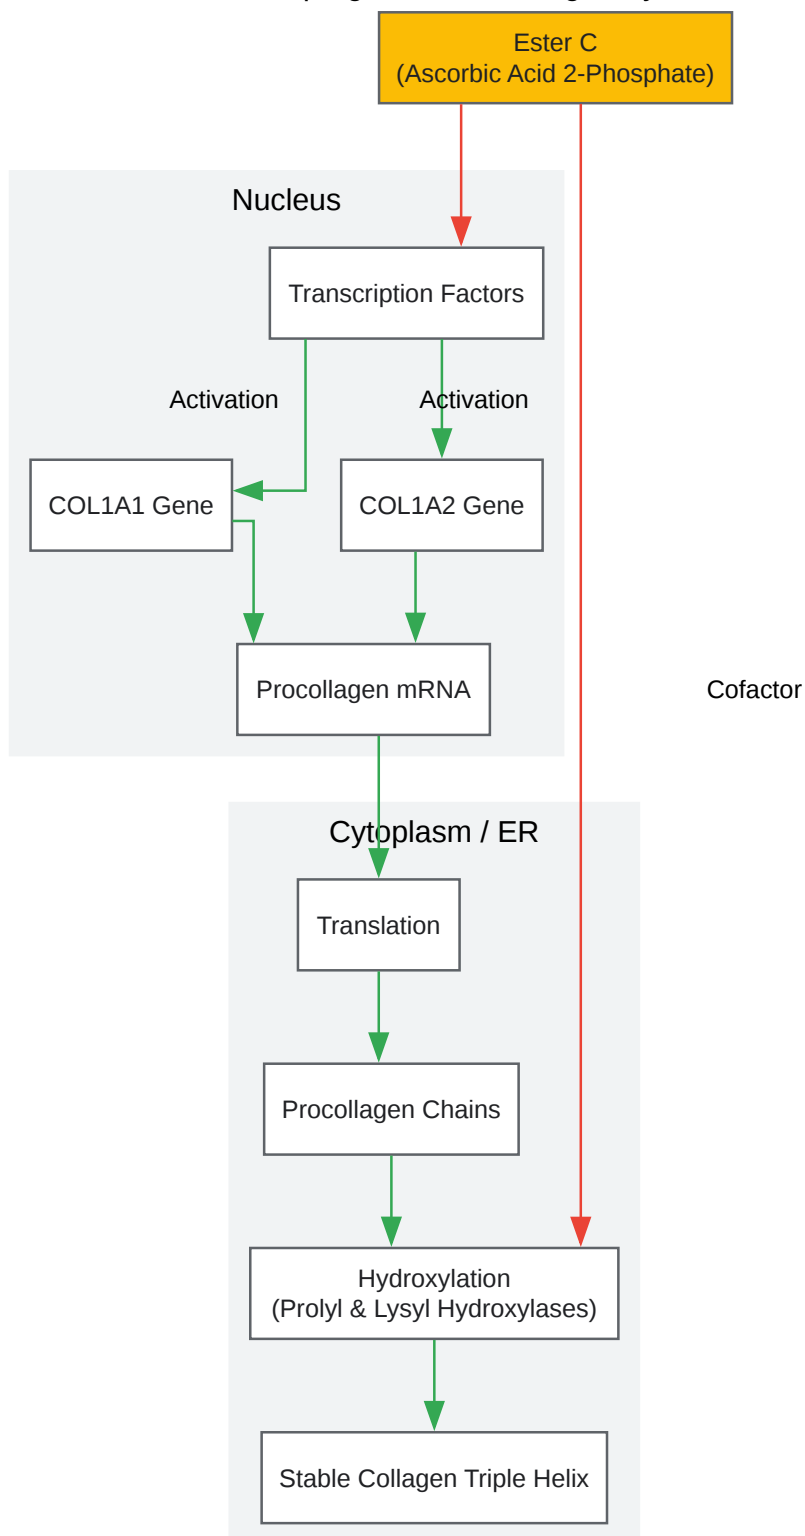 Ester C
(Ascorbic Acid 2-Phosphate)
Nucleus
Transcription Factors
Activation
Activation
COL1A1 Gene
COL1A2 Gene
Procollagen mRNA
Cofactor
Cytoplasm / ER
Translation
Procollagen Chains
Hydroxylation
(Prolyl & Lysyl Hydroxylases)
Stable Collagen Triple Helix